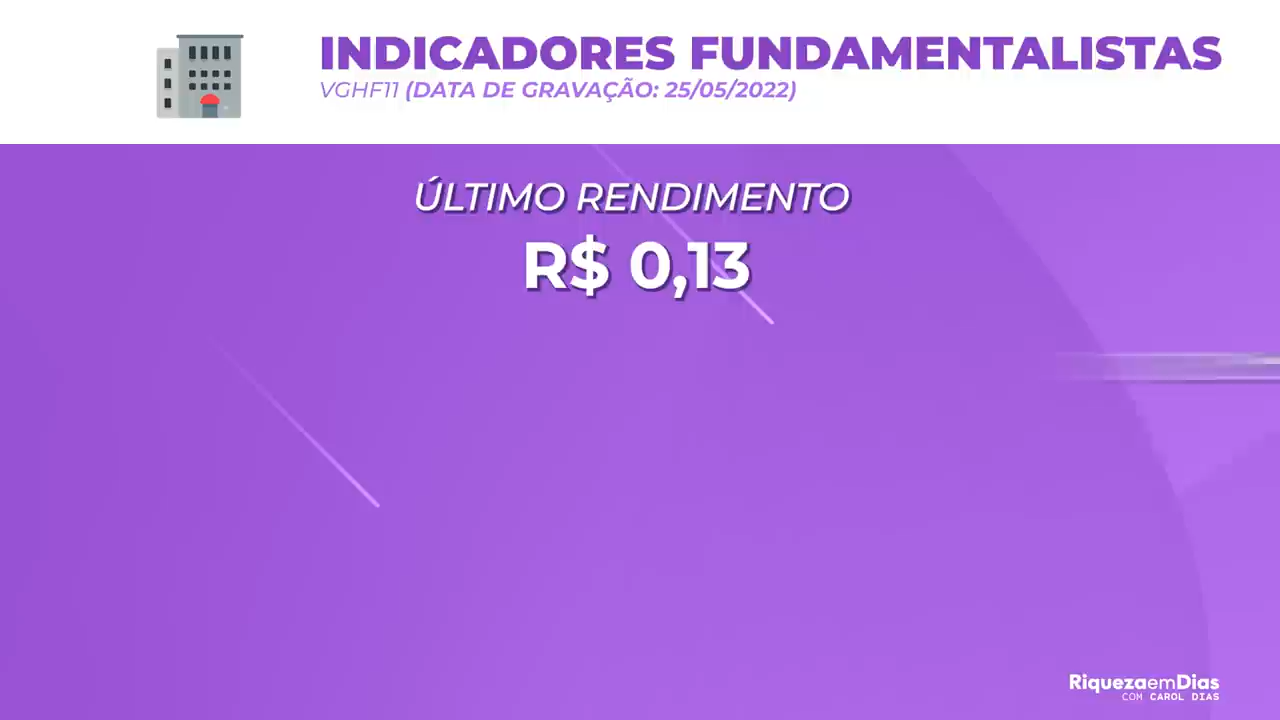 INDICADORES FUNDAMENTALISTAS
VGHF11 (DATA DE GRAVAÇÃO: 25/05/2022)
ÚLTIMO RENDIMENTO
R$ 0,13
RiquezaemDias
COM CAROL DIAS